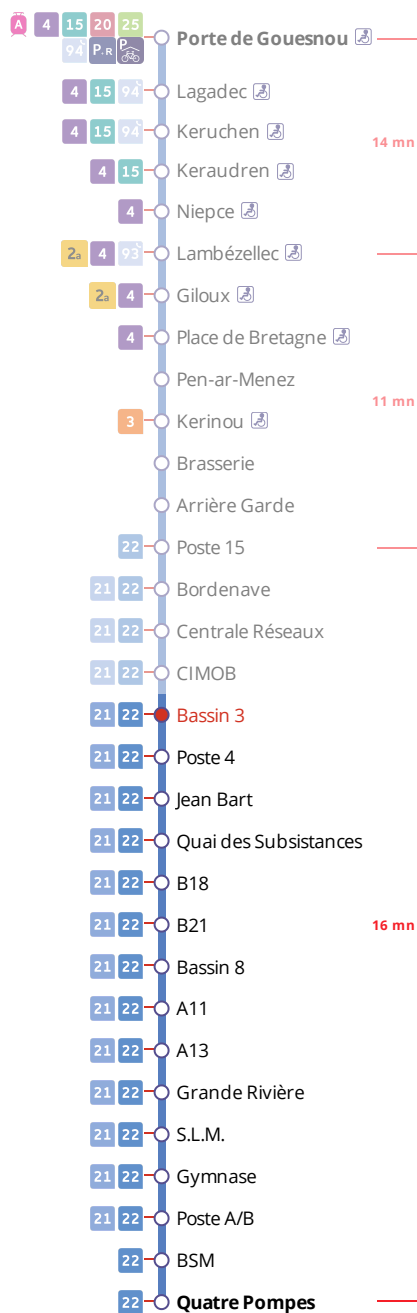 A 4 15 20 25
94 P+R P
Porte de Gouesnou
4 15 94 Lagadec
4 15 94 Keruchen
14 mn
4 15 Keraudren
4 Niepce
2a 4 93 Lambézellec
2a 4 Giloux
4 Place de Bretagne
Pen-ar-Menez
11 mn
3 Kerinou
Brasserie
Arrière Garde
22 Poste 15
21 22 Bordenave
21 22 Centrale Réseaux
21 22 CIMOB
21 22 Bassin 3
21 22 Poste 4
21 22 Jean Bart
21 22 Quai des Subsistances
21 22 B18
21 22 B21
16 mn
21 22 Bassin 8
21 22 A11
21 22 A13
21 22 Grande Rivière
21 22 S.L.M.
21 22 Gymnase
21 22 Poste A/B
22 BSM
22 Quatre Pompes